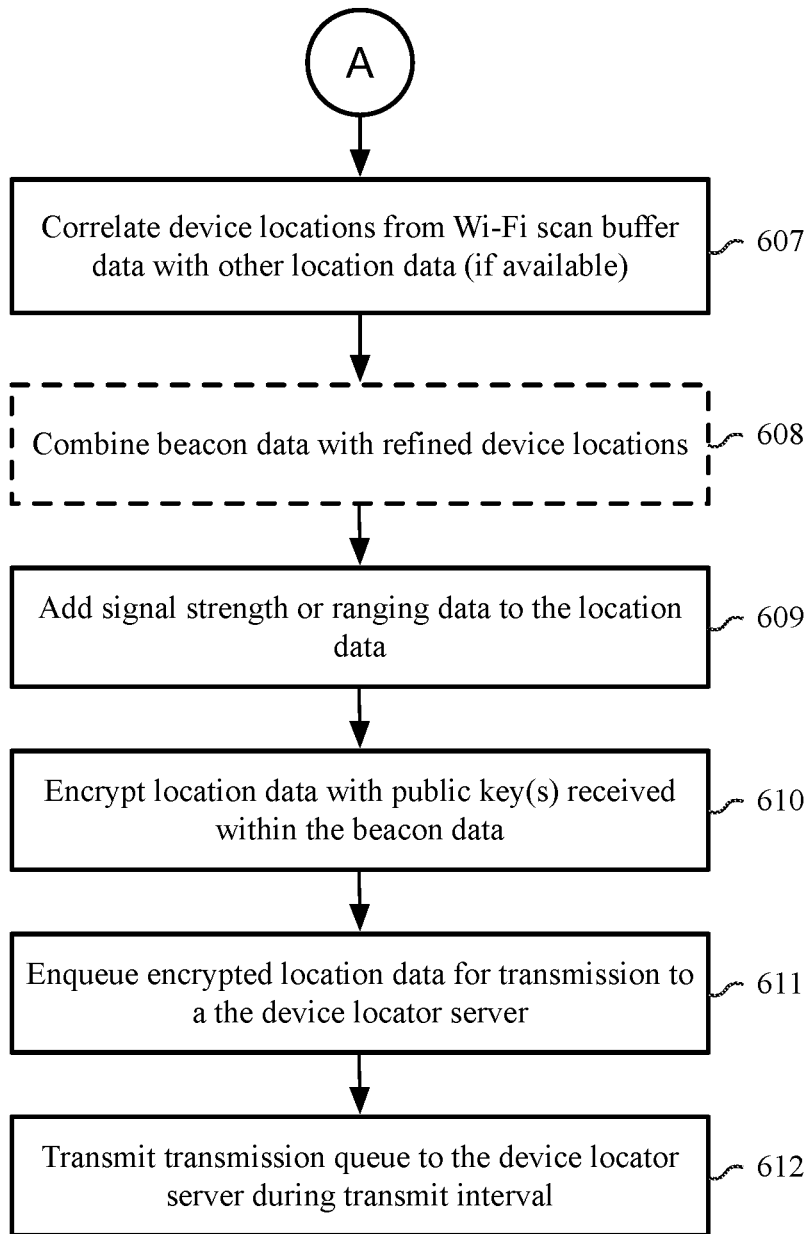 A
Correlate device locations from Wi-Fi scan buffer
data with other location data (if available)
607
Combine beacon data with refined device locations
608
Add signal strength or ranging data to the location
data
609
Encrypt location data with public key(s) received
within the beacon data
610
Enqueue encrypted location data for transmission to
a the device locator server
611
Transmit transmission queue to the device locator
server during transmit interval
612